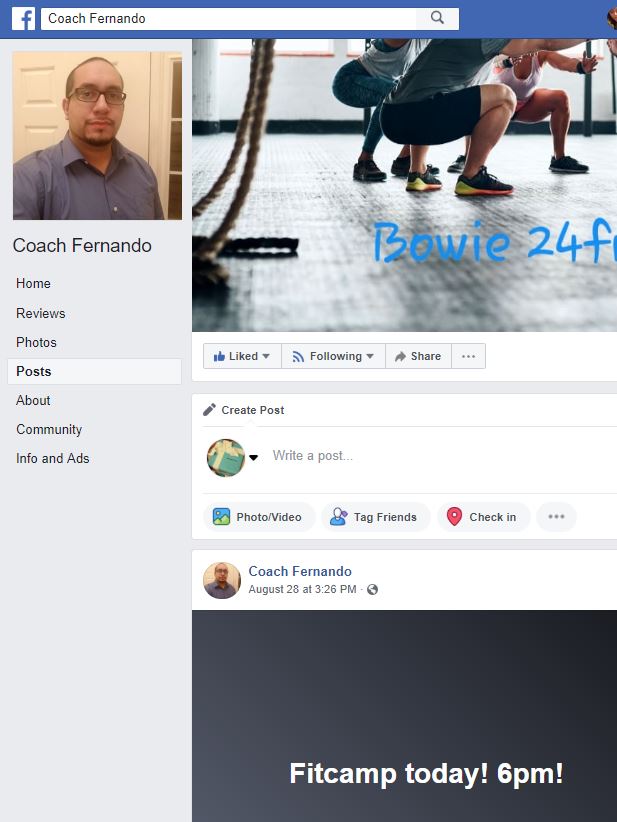 f Coach Fernando
Bowie 24f
Coach Fernando
Home
Reviews
Photos
Posts
About
Community
Info and Ads
Liked Following Share ...
Create Post
Write a post...
Photo/Video Tag Friends Check in ...
Coach Fernando
August 28 at 3:26 PM ·
Fitcamp today! 6pm!